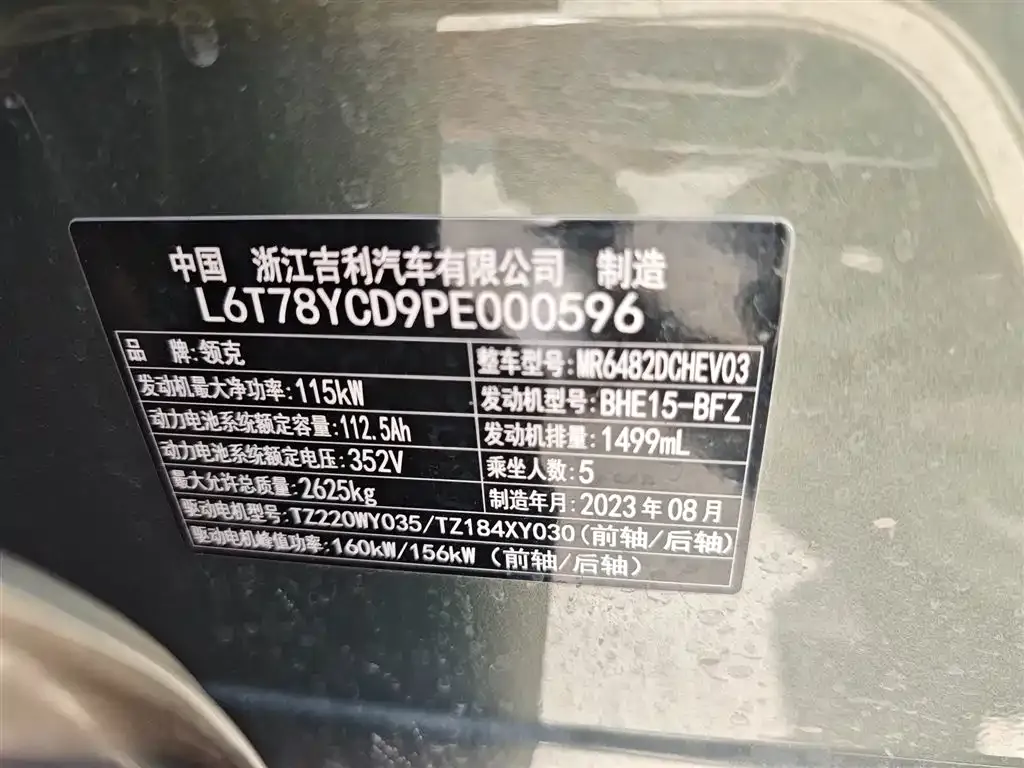 中国 浙江吉利汽车有限公司 制造
L6T78YCD9PE000596
品 牌:领克 整车型号:MR6482DCHEV03
发动机最大净功率:115kW 发动机型号:BHE15-BFZ
动力电池系统额定容量:112.5Ah 发动机排量:1499mL
动力电池系统额定电压:352V 乘坐人数:5
最大允许总质量:2625kg 制造年月:2023年08月
驱动电机型号:TZ220WY035/TZ184XY030(前轴/后轴)
驱动电机峰值功率:160kW/156kW (前轴/后轴)